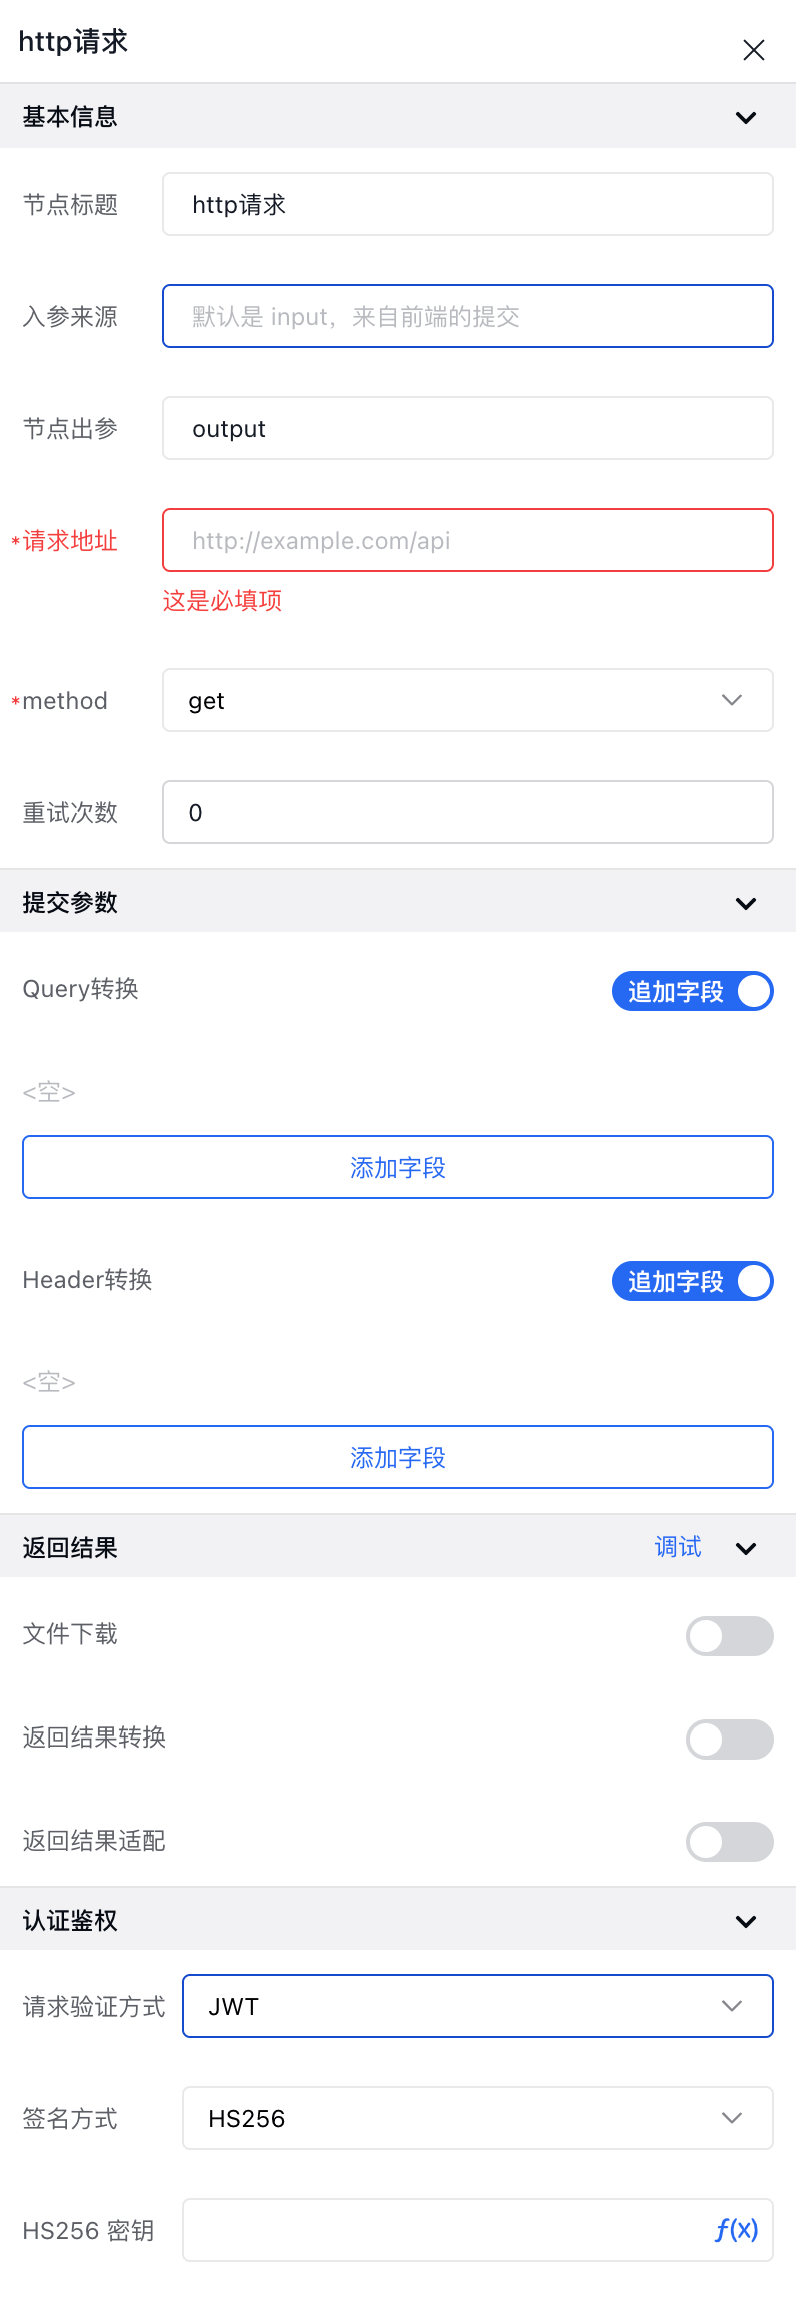 http请求
基本信息
节点标题 http请求
入参来源 默认是 input，来自前端的提交
节点出参 output
*请求地址 http://example.com/api
这是必填项
*method get
重试次数 0
提交参数
Query转换 追加字段
<空>
添加字段
Header转换 追加字段
<空>
添加字段
返回结果 调试
文件下载
返回结果转换
返回结果适配
认证鉴权
请求验证方式 JWT
签名方式 HS256
HS256 密钥 f(x)